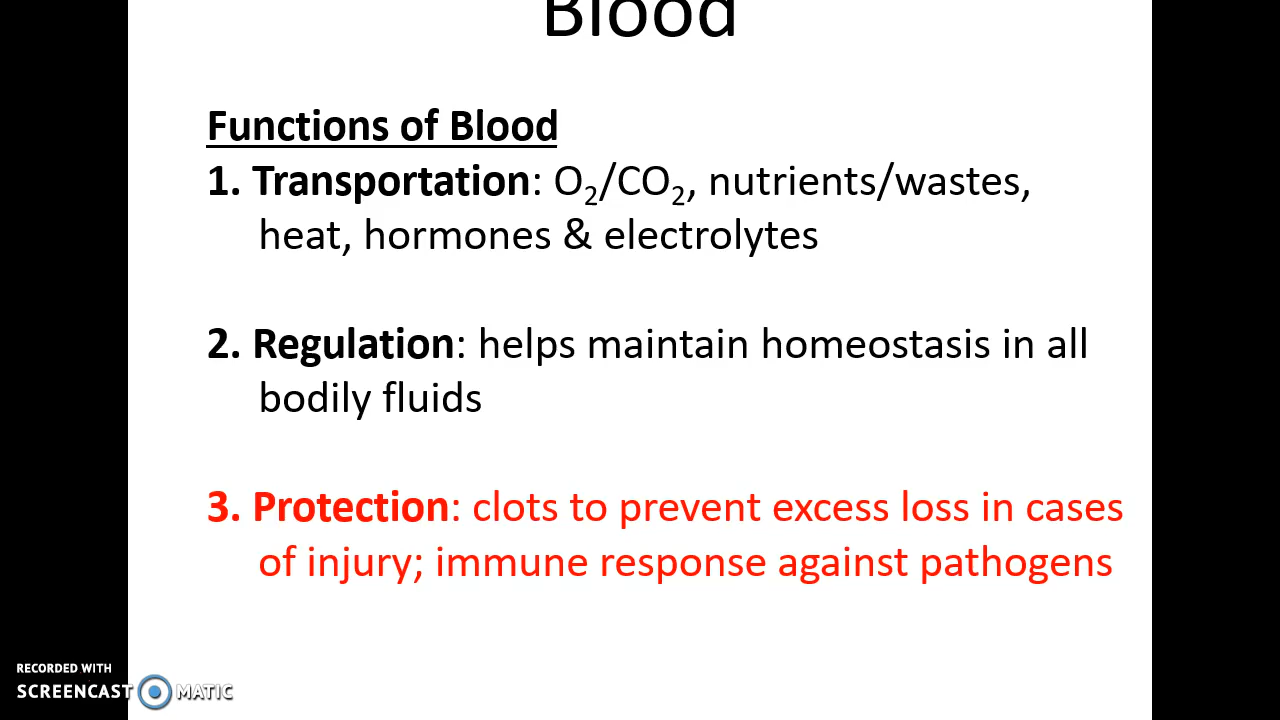 Blood
Functions of Blood
1. Transportation: O₂/CO₂, nutrients/wastes,
heat, hormones & electrolytes
2. Regulation: helps maintain homeostasis in all
bodily fluids
3. Protection: clots to prevent excess loss in cases
of injury; immune response against pathogens
RECORDED WITH
SCREENCAST MATIC